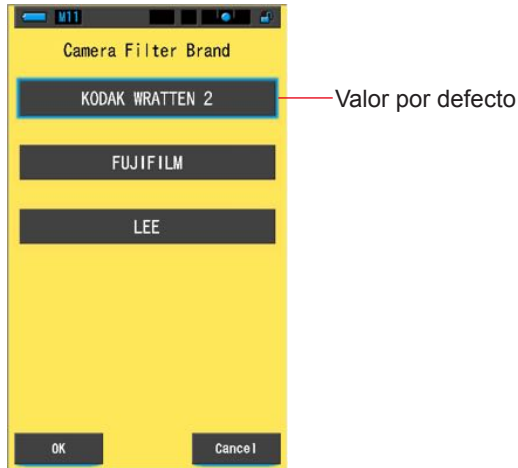 M11
Camera Filter Brand
KODAK WRATTEN 2
Valor por defecto
FUJIFILM
LEE
OK
Cancel